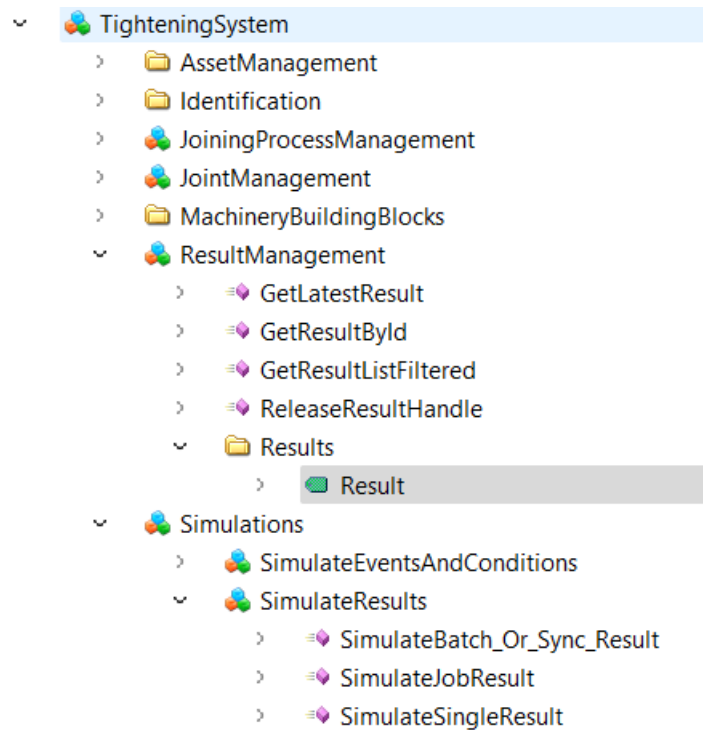 TighteningSystem
AssetManagement
Identification
JoiningProcessManagement
JointManagement
MachineryBuildingBlocks
ResultManagement
GetLatestResult
GetResultById
GetResultListFiltered
ReleaseResultHandle
Results
Result
Simulations
SimulateEventsAndConditions
SimulateResults
SimulateBatch_Or_Sync_Result
SimulateJobResult
SimulateSingleResult